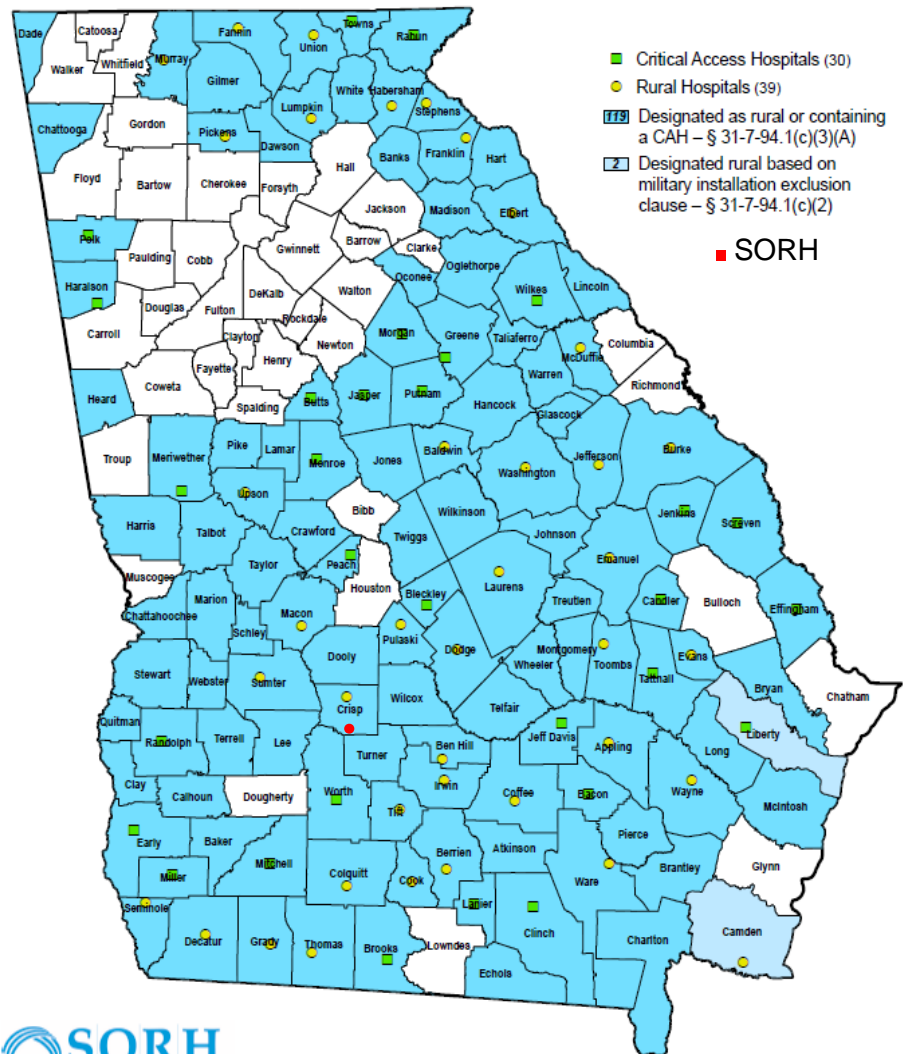 Dade
Catoosa
Walker
Whitfield
Murray
Fannin
Union
Towns
Rabun
Gilmer
White
Habersham
Stephens
Lumpkin
Chattooga
Gordon
Pickens
Dawson
Banks
Franklin
Hart
Floyd
Bartow
Cherokee
Forsyth
Hall
Jackson
Madison
Elbert
Polk
Paulding
Cobb
Gwinnett
Barrow
Clarke
Oconee
Oglethorpe
Wilkes
Lincoln
Haralson
Douglas
Fulton
DeKalb
Walton
Rockdale
Carroll
Clayton
Newton
Morgan
Greene
Taliaferro
McDuffie
Columbia
Henry
Fayette
Coweta
Heard
Spalding
Butts
Jasper
Putnam
Warren
Richmond
Hancock
Glascock
Troup
Meriwether
Pike
Lamar
Monroe
Jones
Baldwin
Washington
Jefferson
Burke
Upson
Bibb
Wilkinson
Harris
Talbot
Crawford
Twiggs
Johnson
Jenkins
Screven
Taylor
Peach
Houston
Bleckley
Laurens
Emanuel
Muscogee
Chattahoochee
Marion
Macon
Schley
Pulaski
Treutlen
Candler
Bulloch
Effingham
Dooly
Dodge
Wheeler
Montgomery
Toombs
Evans
Tatthall
Bryan
Chatham
Stewart
Webster
Sumter
Crisp
Wilcox
Telfair
Liberty
Quitman
Randolph
Terrell
Lee
Turner
Ben Hill
Jeff Davis
Appling
Long
Clay
Calhoun
Dougherty
Worth
Irwin
Coffee
Bacon
Wayne
McIntosh
Tift
Early
Baker
Mitchell
Berrien
Atkinson
Pierce
Miller
Colquitt
Cook
Ware
Brantley
Glynn
Seminole
Lanier
Clinch
Decatur
Grady
Thomas
Brooks
Lowndes
Echols
Charlton
Camden
Critical Access Hospitals (30)
Rural Hospitals (39)
119 Designated as rural or containing
a CAH – § 31-7-94.1(c)(3)(A)
2 Designated rural based on
military installation exclusion
clause – § 31-7-94.1(c)(2)
SORH
SORH